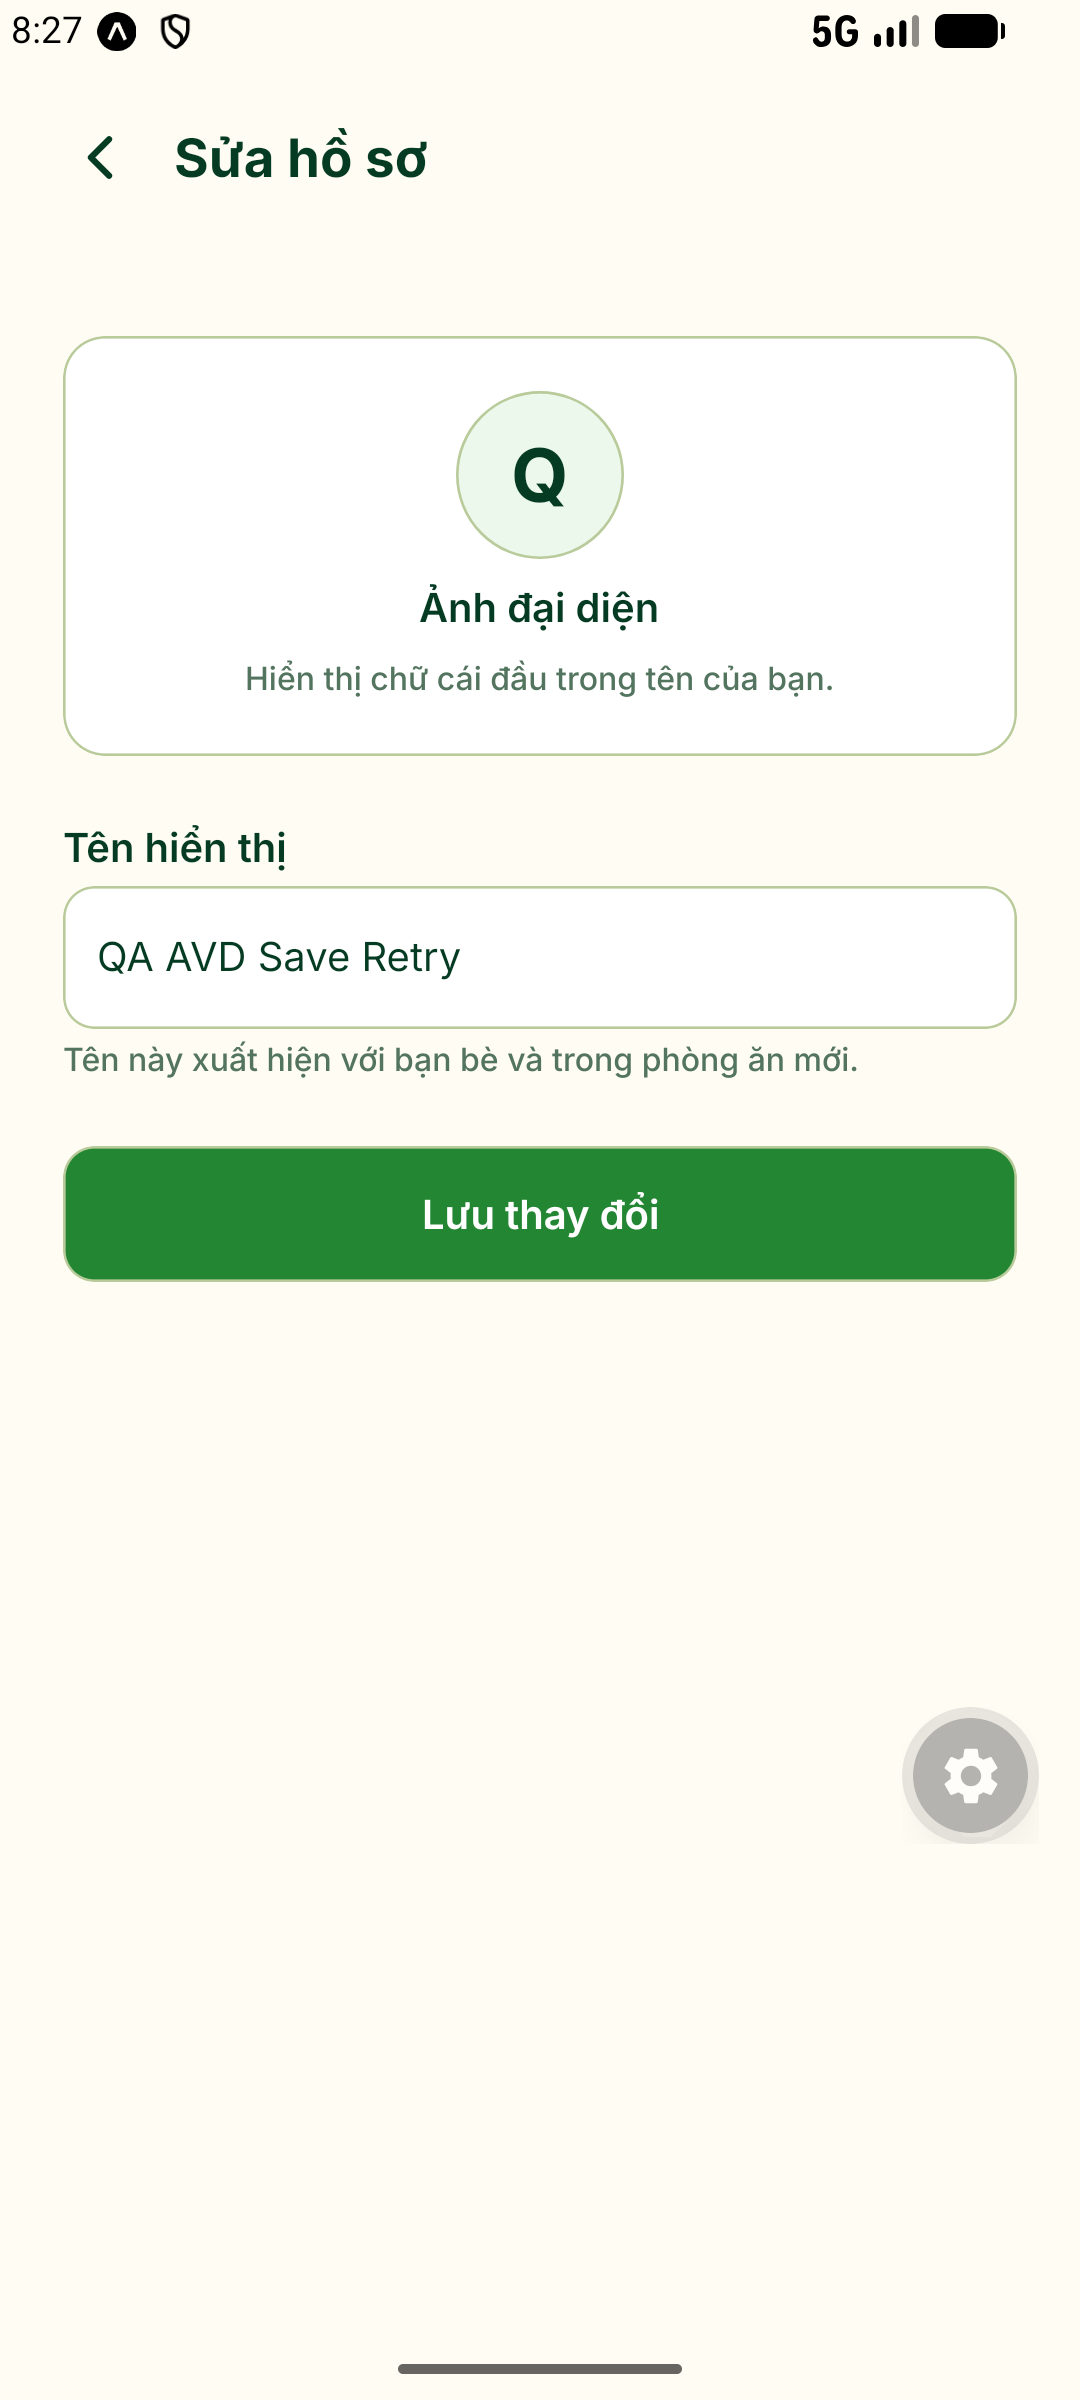 8:27
5G
Sửa hồ sơ
Q
Ảnh đại diện
Hiển thị chữ cái đầu trong tên của bạn.
Tên hiển thị
QA AVD Save Retry
Tên này xuất hiện với bạn bè và trong phòng ăn mới.
Lưu thay đổi